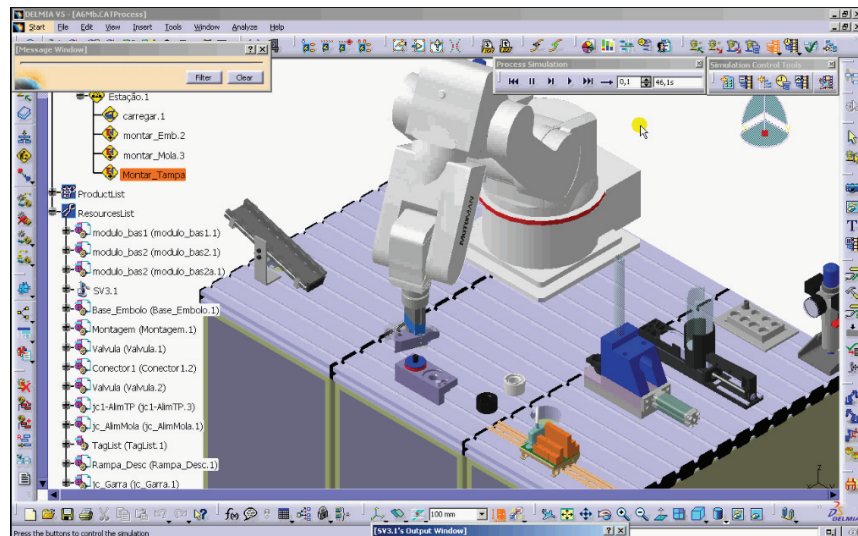 DELMIA V5 - [A6Mb.CATProcess]
Start File Edit View Insert Tools Window Analyze Help
[Message Window]
Filter Clear
Process Simulation
0,1 46,1s
Simulation Control Tools
Estação.1
carregar.1
montar_Emb.2
montar_Mola.3
Montar_Tampa
ProductList
ResourcesList
modulo_bas1 (modulo_bas1.1)
modulo_bas2 (modulo_bas2.1)
modulo_bas2 (modulo_bas2a.1)
SV3.1
Base_Embolo (Base_Embolo.1)
Montagem (Montagem.1)
Valvula (Valvula.1)
Conector1 (Conector1.2)
Valvula (Valvula.2)
jc1-AlimTP (jc1-AlimTP.3)
jc_AlimMola (jc_AlimMola.1)
TagList (TagList.1)
Rampa_Desc (Rampa_Desc.1)
jc_Garra (jc_Garra.1)
MOTOMAN
100 mm
DELMIA
Press the buttons to control the simulation
[SV3.1's Output Window]